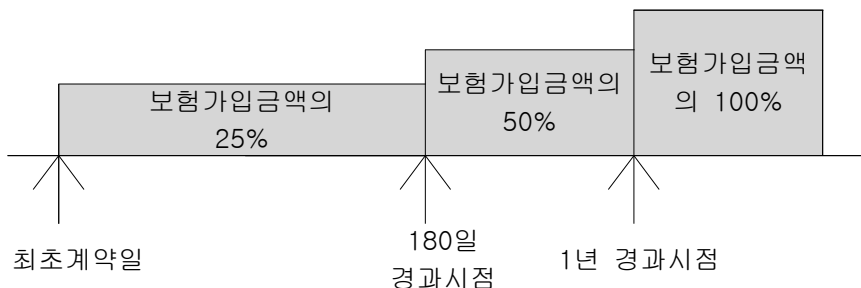 보험가입금액의
25%
보험가입금액의
50%
보험가입금액
의 100%
최초계약일
180일
경과시점
1년 경과시점